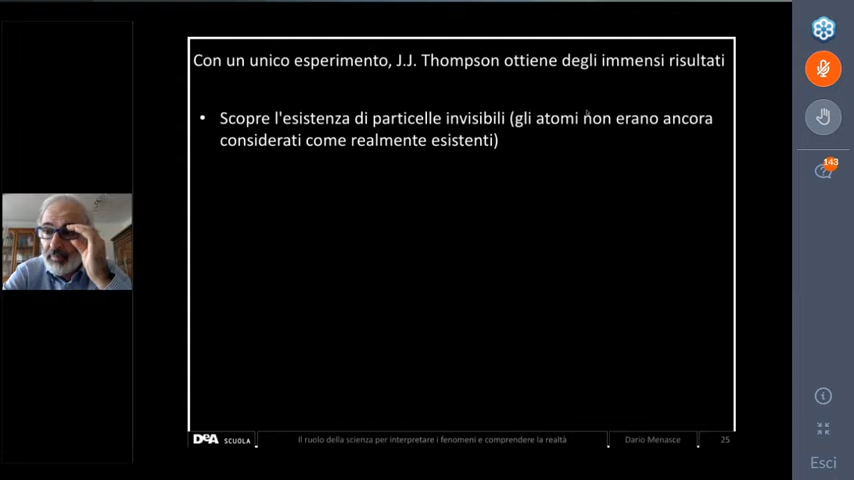 Con un unico esperimento, J.J. Thompson ottiene degli immensi risultati
• Scopre l'esistenza di particelle invisibili (gli atomi non erano ancora
considerati come realmente esistenti)
DeA SCUOLA
Il ruolo della scienza per interpretare i fenomeni e comprendere la realtà
Dario Menasce
25
143
Esci